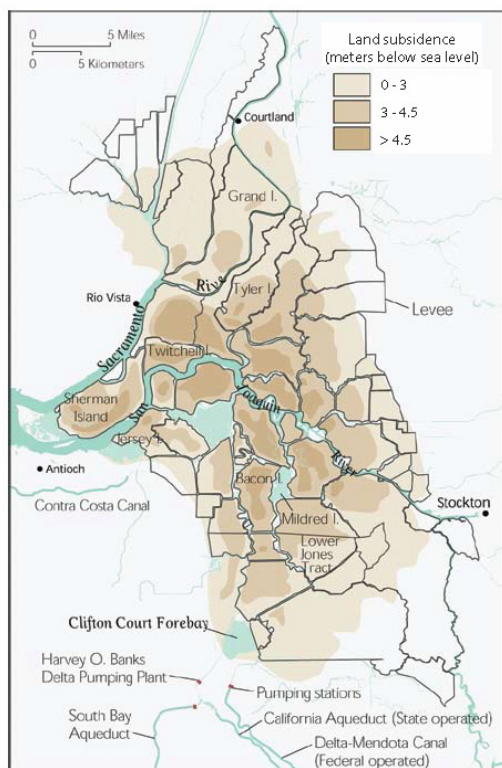 5 Miles
0
0
5 Kilometers
Land subsidence
(meters below sea level)
0 - 3
3 - 4.5
> 4.5
Courtland
Grand I.
River
Tyler I.
Rio Vista
Levee
Sacramento
Twitchell I.
Sherman
Island
San
Joaquin
Jersey I.
River
Antioch
Bacon I.
Contra Costa Canal
Stockton
Mildred I.
Lower
Jones
Tract
Clifton Court Forebay
Harvey O. Banks
Delta Pumping Plant
Pumping stations
South Bay
Aqueduct
California Aqueduct (State operated)
Delta-Mendota Canal
(Federal operated)